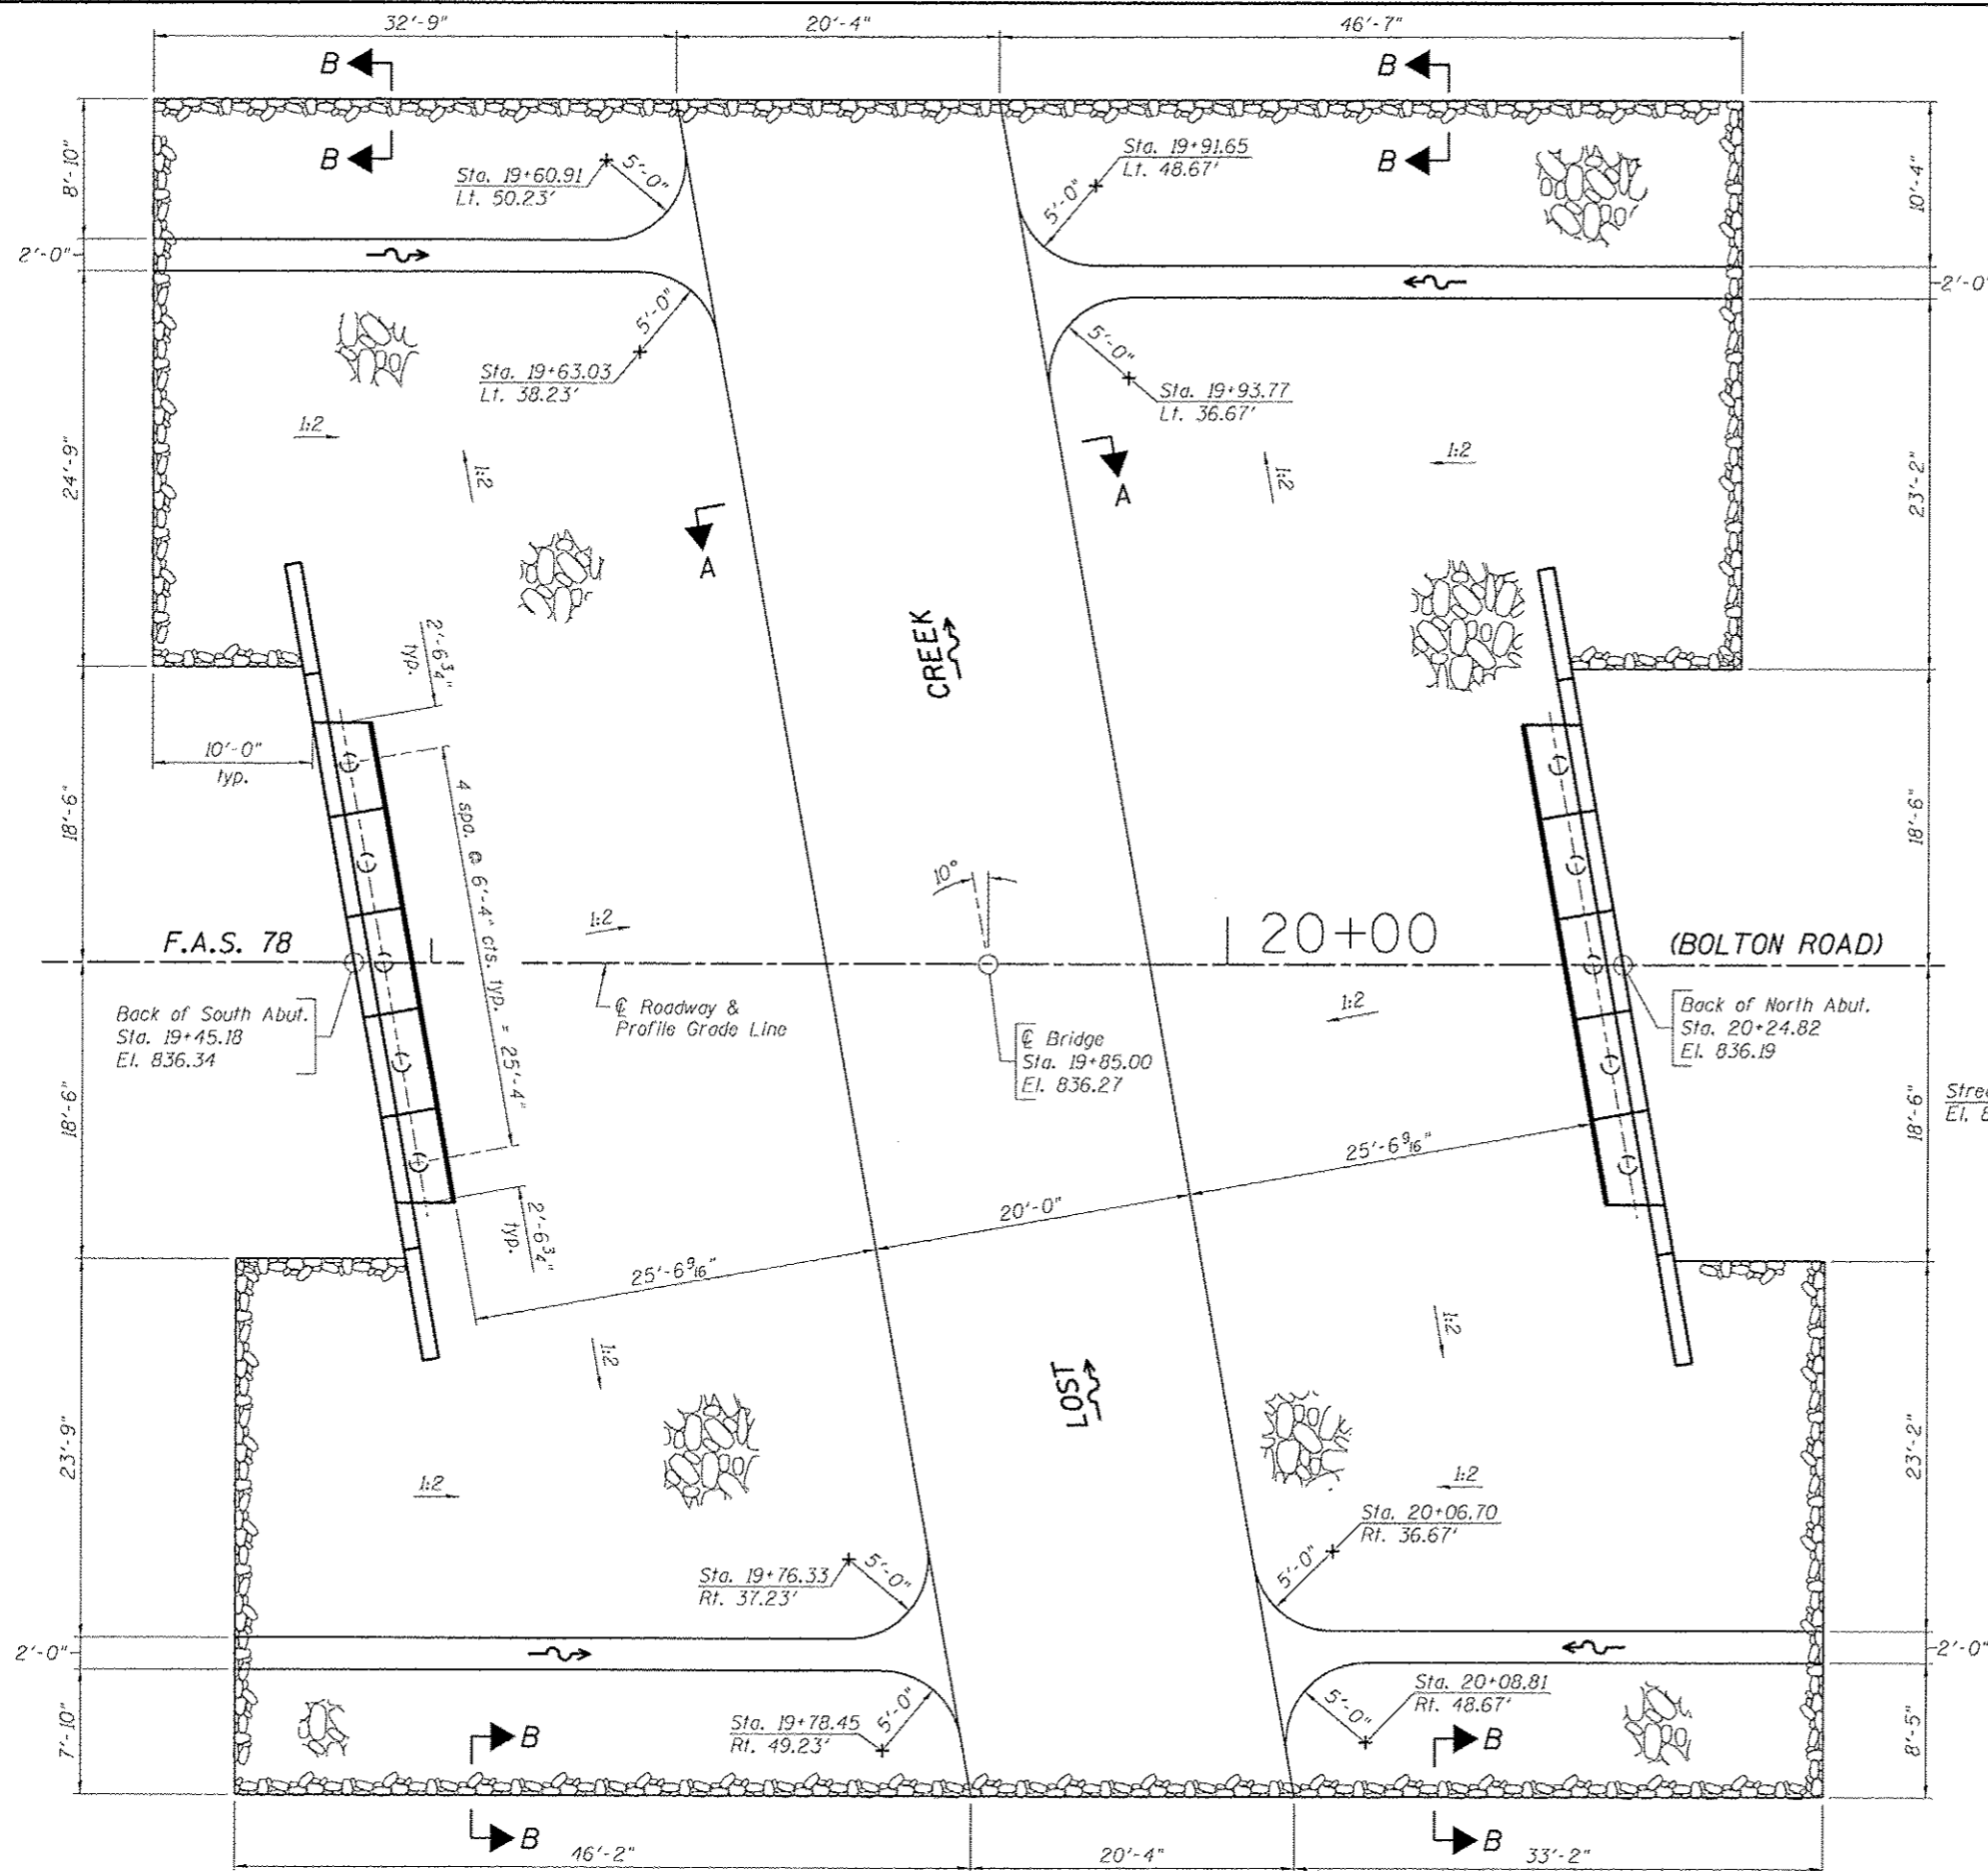 32'-9"
20'-4"
46'-7"
B
B
B
B
8'-10"
2'-0"
24'-9"
18'-6"
18'-6"
23'-9"
2'-0"
7'-10"
10'-4"
2'-0"
23'-2"
18'-6"
18'-6"
23'-2"
2'-0"
8'-5"
Sta. 19+60.91
Lt. 50.23'
5'-0"
Sta. 19+91.65
Lt. 48.67'
5'-0"
Sta. 19+63.03
Lt. 38.23'
5'-0"
Sta. 19+93.77
Lt. 36.67'
5'-0"
1:2
1:2
1:2
1:2
A
A
CREEK
2'-6 3/4"
typ.
10'-0"
typ.
4 spa. @ 6'-4" cts. typ. = 25'-4"
10°
F.A.S. 78
1:2
20+00
(BOLTON ROAD)
Back of South Abut.
Sta. 19+45.18
El. 836.34
℄ Roadway &
Profile Grade Line
℄ Bridge
Sta. 19+85.00
El. 836.27
1:2
Back of North Abut.
Sta. 20+24.82
El. 836.19
El. 8
25'-6 9/16"
20'-0"
25'-6 9/16"
2'-6 3/4"
typ.
LOST
1:2
1:2
1:2
1:2
Sta. 20+06.70
Rt. 36.67'
5'-0"
Sta. 19+76.33
Rt. 37.23'
5'-0"
Sta. 19+78.45
Rt. 49.23'
5'-0"
Sta. 20+08.81
Rt. 48.67'
5'-0"
B
B
B
B
46'-2"
20'-4"
33'-2"